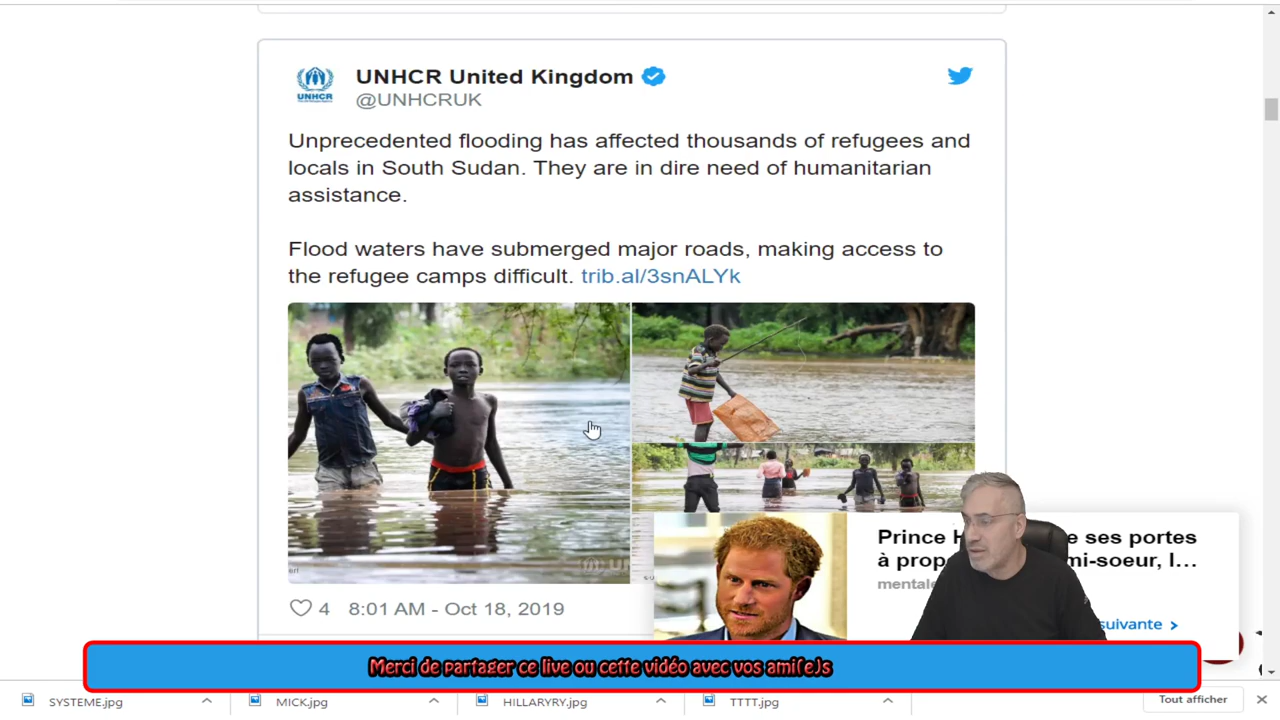 UNHCR United Kingdom
@UNHCRUK
UNHCR
Unprecedented flooding has affected thousands of refugees and
locals in South Sudan. They are in dire need of humanitarian
assistance.
Flood waters have submerged major roads, making access to
the refugee camps difficult. trib.al/3snALYk
4 8:01 AM - Oct 18, 2019
Prince ses portes
à
suivante >
Merci de partager ce live ou cette vidéo avec vos ami(e)s
SYSTEME.jpg
MICK.jpg
HILLARYRY.jpg
TTTT.jpg
Tout afficher